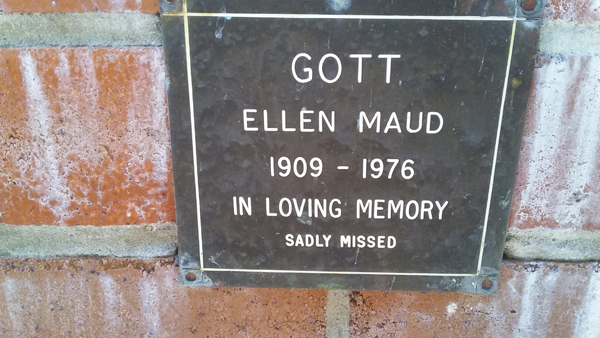 GOTT
ELLEN MAUD
1909 - 1976
IN LOVING MEMORY
SADLY MISSED